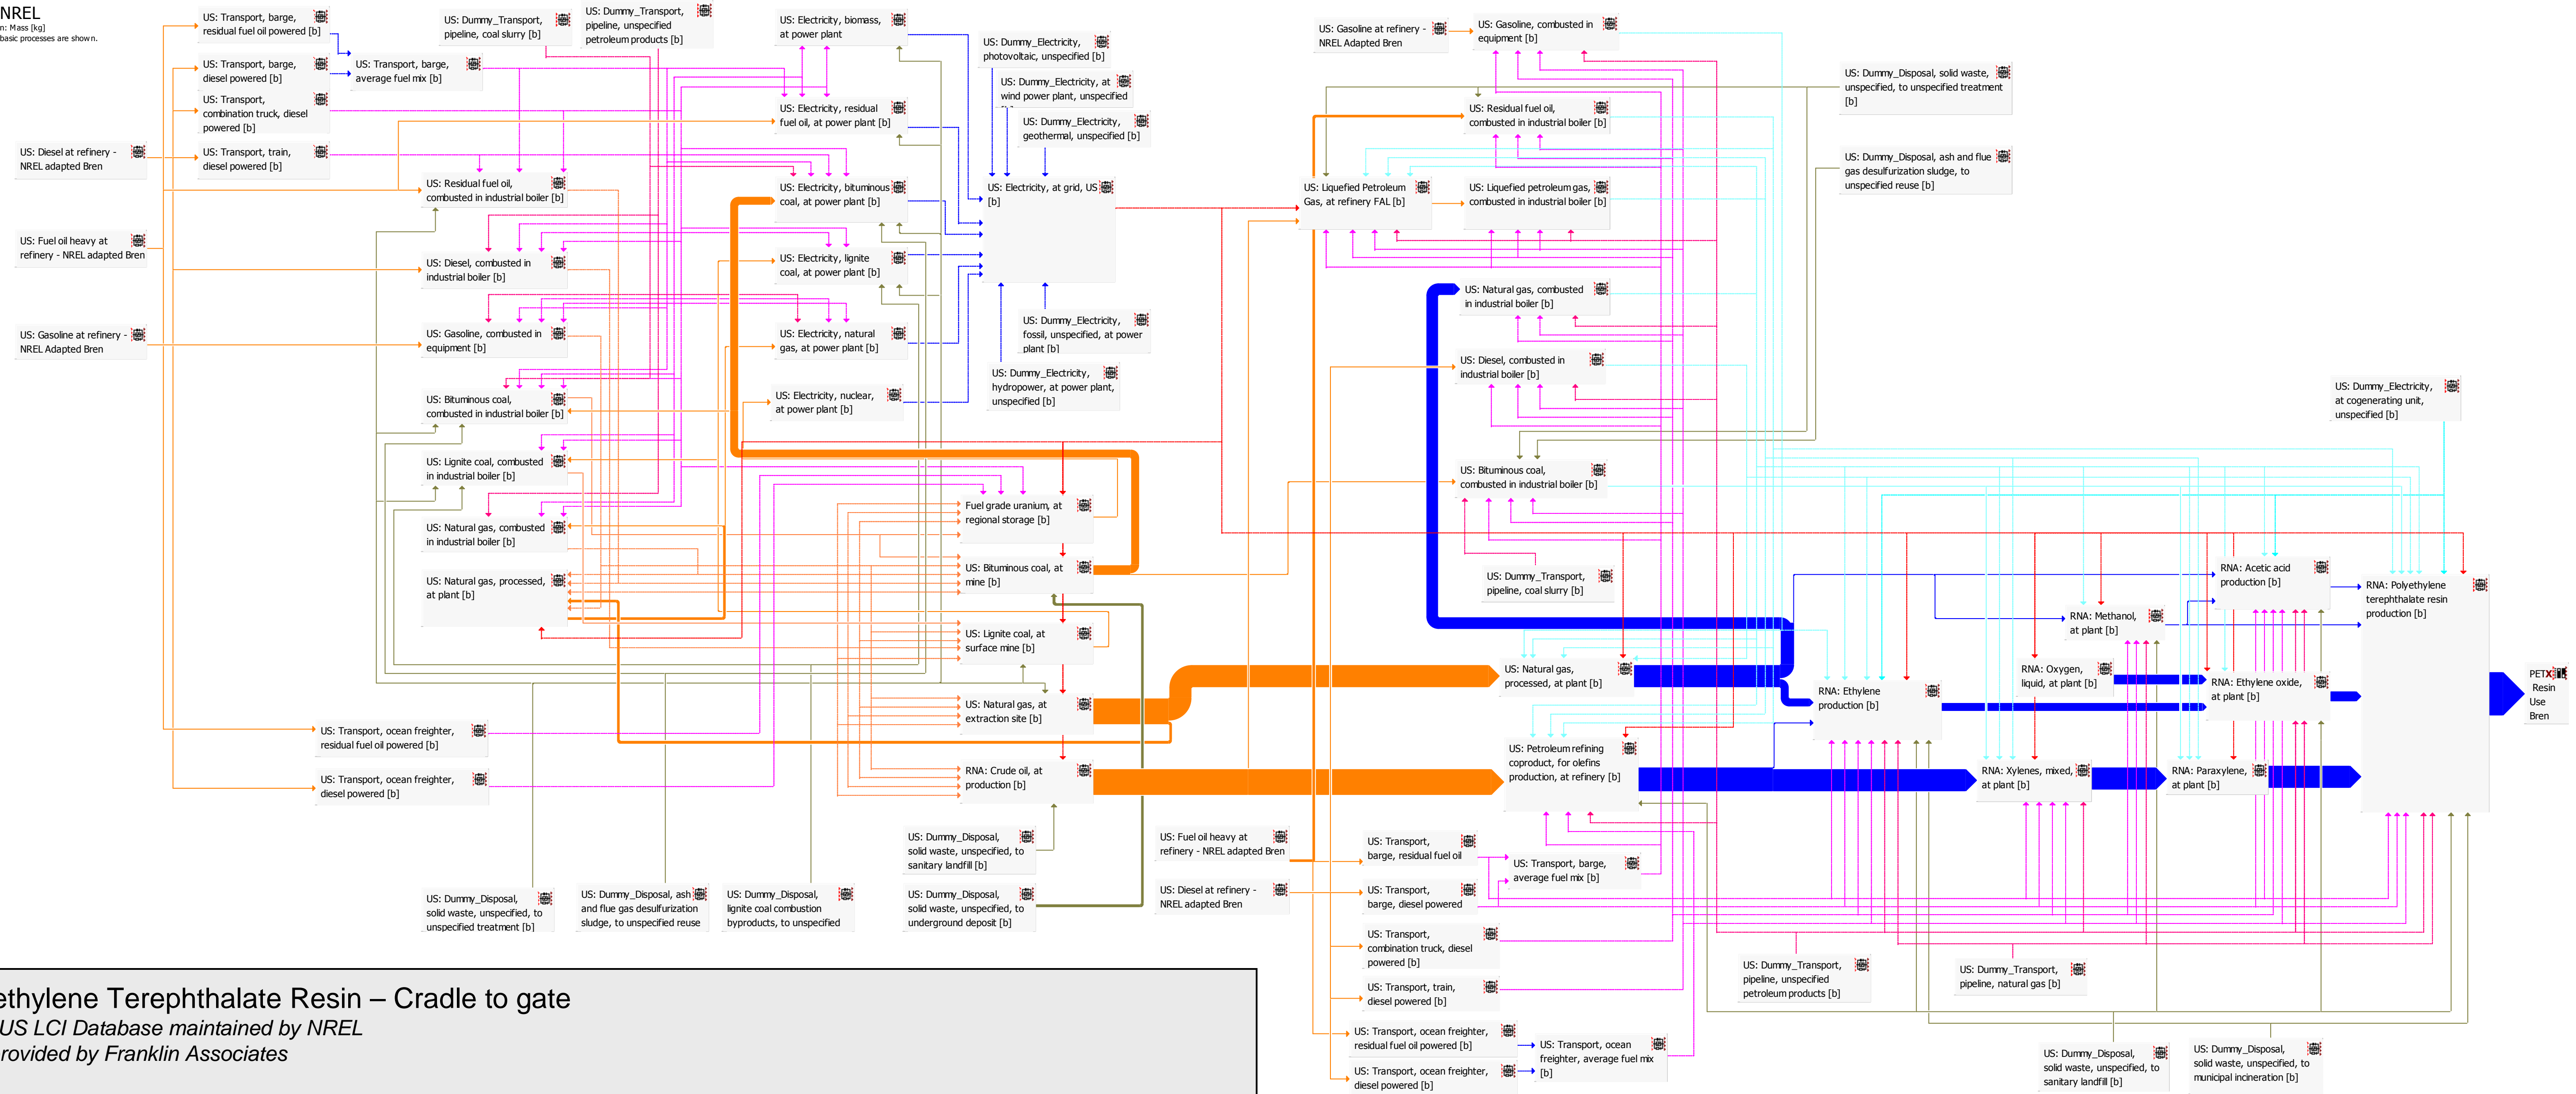 NREL
n: Mass [kg]
basic processes are shown.
US: Transport, barge,
residual fuel oil powered [b]
US: Transport, barge,
diesel powered [b]
US: Transport,
combination truck, diesel
powered [b]
US: Transport, train,
diesel powered [b]
US: Transport, barge,
average fuel mix [b]
US: Dummy_Transport,
pipeline, coal slurry [b]
US: Dummy_Transport,
pipeline, unspecified
petroleum products [b]
US: Diesel at refinery -
NREL adapted Bren
US: Fuel oil heavy at
refinery - NREL adapted Bren
US: Gasoline at refinery -
NREL Adapted Bren
US: Residual fuel oil,
combusted in industrial boiler [b]
US: Diesel, combusted in
industrial boiler [b]
US: Gasoline, combusted in
equipment [b]
US: Bituminous coal,
combusted in industrial boiler [b]
US: Lignite coal, combusted
in industrial boiler [b]
US: Natural gas, combusted
in industrial boiler [b]
US: Natural gas, processed,
at plant [b]
US: Transport, ocean freighter,
residual fuel oil powered [b]
US: Transport, ocean freighter,
diesel powered [b]
US: Electricity, biomass,
at power plant
US: Electricity, residual
fuel oil, at power plant [b]
US: Electricity, bituminous
coal, at power plant [b]
US: Electricity, lignite
coal, at power plant [b]
US: Electricity, natural
gas, at power plant [b]
US: Electricity, nuclear,
at power plant [b]
US: Dummy_Electricity,
photovoltaic, unspecified [b]
US: Dummy_Electricity, at
wind power plant, unspecified
US: Dummy_Electricity,
geothermal, unspecified [b]
US: Electricity, at grid, US
[b]
US: Dummy_Electricity,
fossil, unspecified, at power
plant [b]
US: Dummy_Electricity,
hydropower, at power plant,
unspecified [b]
Fuel grade uranium, at
regional storage [b]
US: Bituminous coal, at
mine [b]
US: Lignite coal, at
surface mine [b]
US: Natural gas, at
extraction site [b]
RNA: Crude oil, at
production [b]
US: Dummy_Disposal,
solid waste, unspecified, to
sanitary landfill [b]
US: Dummy_Disposal,
solid waste, unspecified, to
underground deposit [b]
US: Dummy_Disposal,
solid waste, unspecified, to
unspecified treatment [b]
US: Dummy_Disposal, ash
and flue gas desulfurization
sludge, to unspecified reuse
US: Dummy_Disposal,
lignite coal combustion
byproducts, to unspecified
US: Gasoline at refinery -
NREL Adapted Bren
US: Gasoline, combusted in
equipment [b]
US: Residual fuel oil,
combusted in industrial boiler [b]
US: Liquefied Petroleum
Gas, at refinery FAL [b]
US: Liquefied petroleum gas,
combusted in industrial boiler [b]
US: Natural gas, combusted
in industrial boiler [b]
US: Diesel, combusted in
industrial boiler [b]
US: Bituminous coal,
combusted in industrial boiler [b]
US: Dummy_Transport,
pipeline, coal slurry [b]
US: Natural gas,
processed, at plant [b]
US: Petroleum refining
coproduct, for olefins
production, at refinery [b]
US: Fuel oil heavy at
refinery - NREL adapted Bren
US: Diesel at refinery -
NREL adapted Bren
US: Transport,
barge, residual fuel oil
US: Transport,
barge, diesel powered
US: Transport, barge,
average fuel mix [b]
US: Transport,
combination truck, diesel
powered [b]
US: Transport, train,
diesel powered [b]
US: Transport, ocean freighter,
residual fuel oil powered [b]
US: Transport, ocean freighter,
diesel powered [b]
US: Transport, ocean
freighter, average fuel mix
[b]
US: Dummy_Disposal, solid waste,
unspecified, to unspecified treatment
[b]
US: Dummy_Disposal, ash and flue
gas desulfurization sludge, to
unspecified reuse [b]
US: Dummy_Electricity,
at cogenerating unit,
unspecified [b]
RNA: Acetic acid
production [b]
RNA: Methanol,
at plant [b]
RNA: Oxygen,
liquid, at plant [b]
RNA: Ethylene
production [b]
RNA: Ethylene oxide,
at plant [b]
RNA: Xylenes, mixed,
at plant [b]
RNA: Paraxylene,
at plant [b]
RNA: Polyethylene
terephthalate resin
production [b]
PET
Resin
Use
Bren
US: Dummy_Transport,
pipeline, unspecified
petroleum products [b]
US: Dummy_Transport,
pipeline, natural gas [b]
US: Dummy_Disposal,
solid waste, unspecified, to
sanitary landfill [b]
US: Dummy_Disposal,
solid waste, unspecified, to
municipal incineration [b]
ethylene Terephthalate Resin – Cradle to gate
US LCI Database maintained by NREL
rovided by Franklin Associates